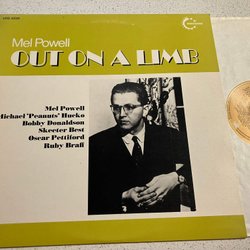 Mel Powell
OUT ON A LIMB
Mel Powell
Michael 'Peanuts' Hucko
Bobby Donaldson
Skeeter Best
Oscar Pettiford
Ruby Braff